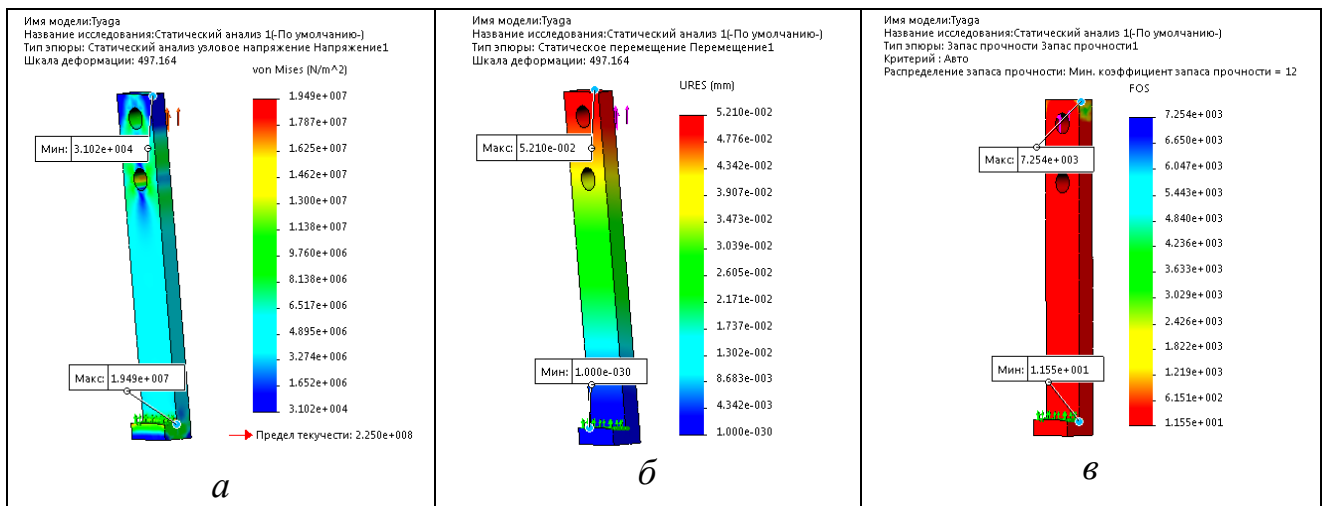 Имя модели:Tyaga
Название исследования:Статический анализ 1(-По умолчанию-)
Тип эпюры: Статический анализ узловое напряжение Напряжение1
Шкала деформации: 497.164
von Mises (N/m^2)
1.949e+007
1.787e+007
1.625e+007
1.462e+007
1.300e+007
1.138e+007
9.760e+006
8.138e+006
6.517e+006
4.895e+006
3.274e+006
1.652e+006
3.102e+004
Мин: 3.102e+004
Макс: 1.949e+007
Предел текучести: 2.250e+008
а
Имя модели:Tyaga
Название исследования:Статический анализ 1(-По умолчанию-)
Тип эпюры: Статическое перемещение Перемещение1
Шкала деформации: 497.164
URES (mm)
5.210e-002
4.776e-002
4.342e-002
3.907e-002
3.473e-002
3.039e-002
2.605e-002
2.171e-002
1.737e-002
1.302e-002
8.683e-003
4.342e-003
1.000e-030
Макс: 5.210e-002
Мин: 1.000e-030
б
Имя модели:Tyaga
Название исследования:Статический анализ 1(-По умолчанию-)
Тип эпюры: Запас прочности Запас прочности1
Критерий : Авто
Распределение запаса прочности: Мин. коэффициент запаса прочности = 12
FOS
7.254e+003
6.650e+003
6.047e+003
5.443e+003
4.840e+003
4.236e+003
3.633e+003
3.029e+003
2.426e+003
1.822e+003
1.219e+003
6.151e+002
1.155e+001
Макс: 7.254e+003
Мин: 1.155e+001
в